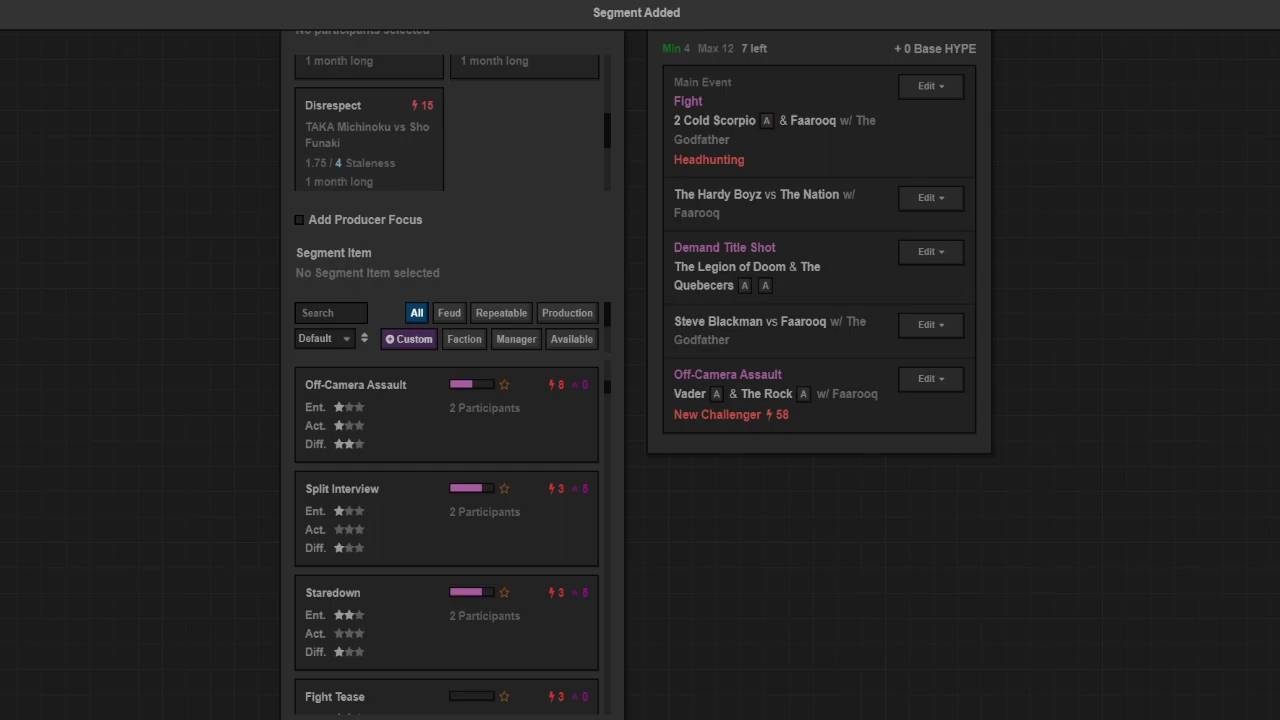 Segment Added
No participants selected
1 month long
1 month long
Disrespect 15
TAKA Michinoku vs Sho
Funaki
1.75 / 4 Staleness
1 month long
Add Producer Focus
Segment Item
No Segment Item selected
Search All Feud Repeatable Production
Default Custom Faction Manager Available
Off-Camera Assault 8 0
Ent. 2 Participants
Act.
Diff.
Split Interview 3 5
Ent. 2 Participants
Act.
Diff.
Staredown 3 5
Ent. 2 Participants
Act.
Diff.
Fight Tease 3 0
Min 4 Max 12 7 left + 0 Base HYPE
Main Event Edit
Fight
2 Cold Scorpio A & Faarooq w/ The
Godfather
Headhunting
The Hardy Boyz vs The Nation w/ Edit
Faarooq
Demand Title Shot Edit
The Legion of Doom & The
Quebecers A A
Steve Blackman vs Faarooq w/ The Edit
Godfather
Off-Camera Assault Edit
Vader A & The Rock A w/ Faarooq
New Challenger 58